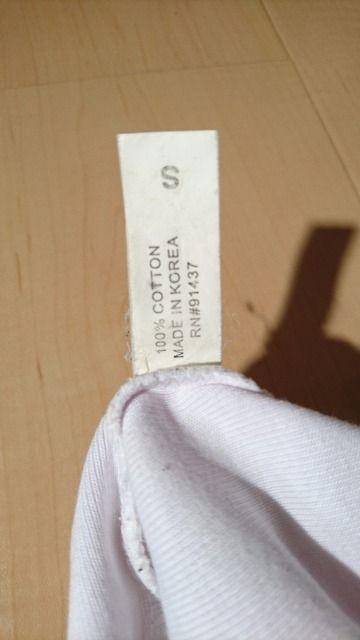 S
100% COTTON
MADE IN KOREA
RN#91437